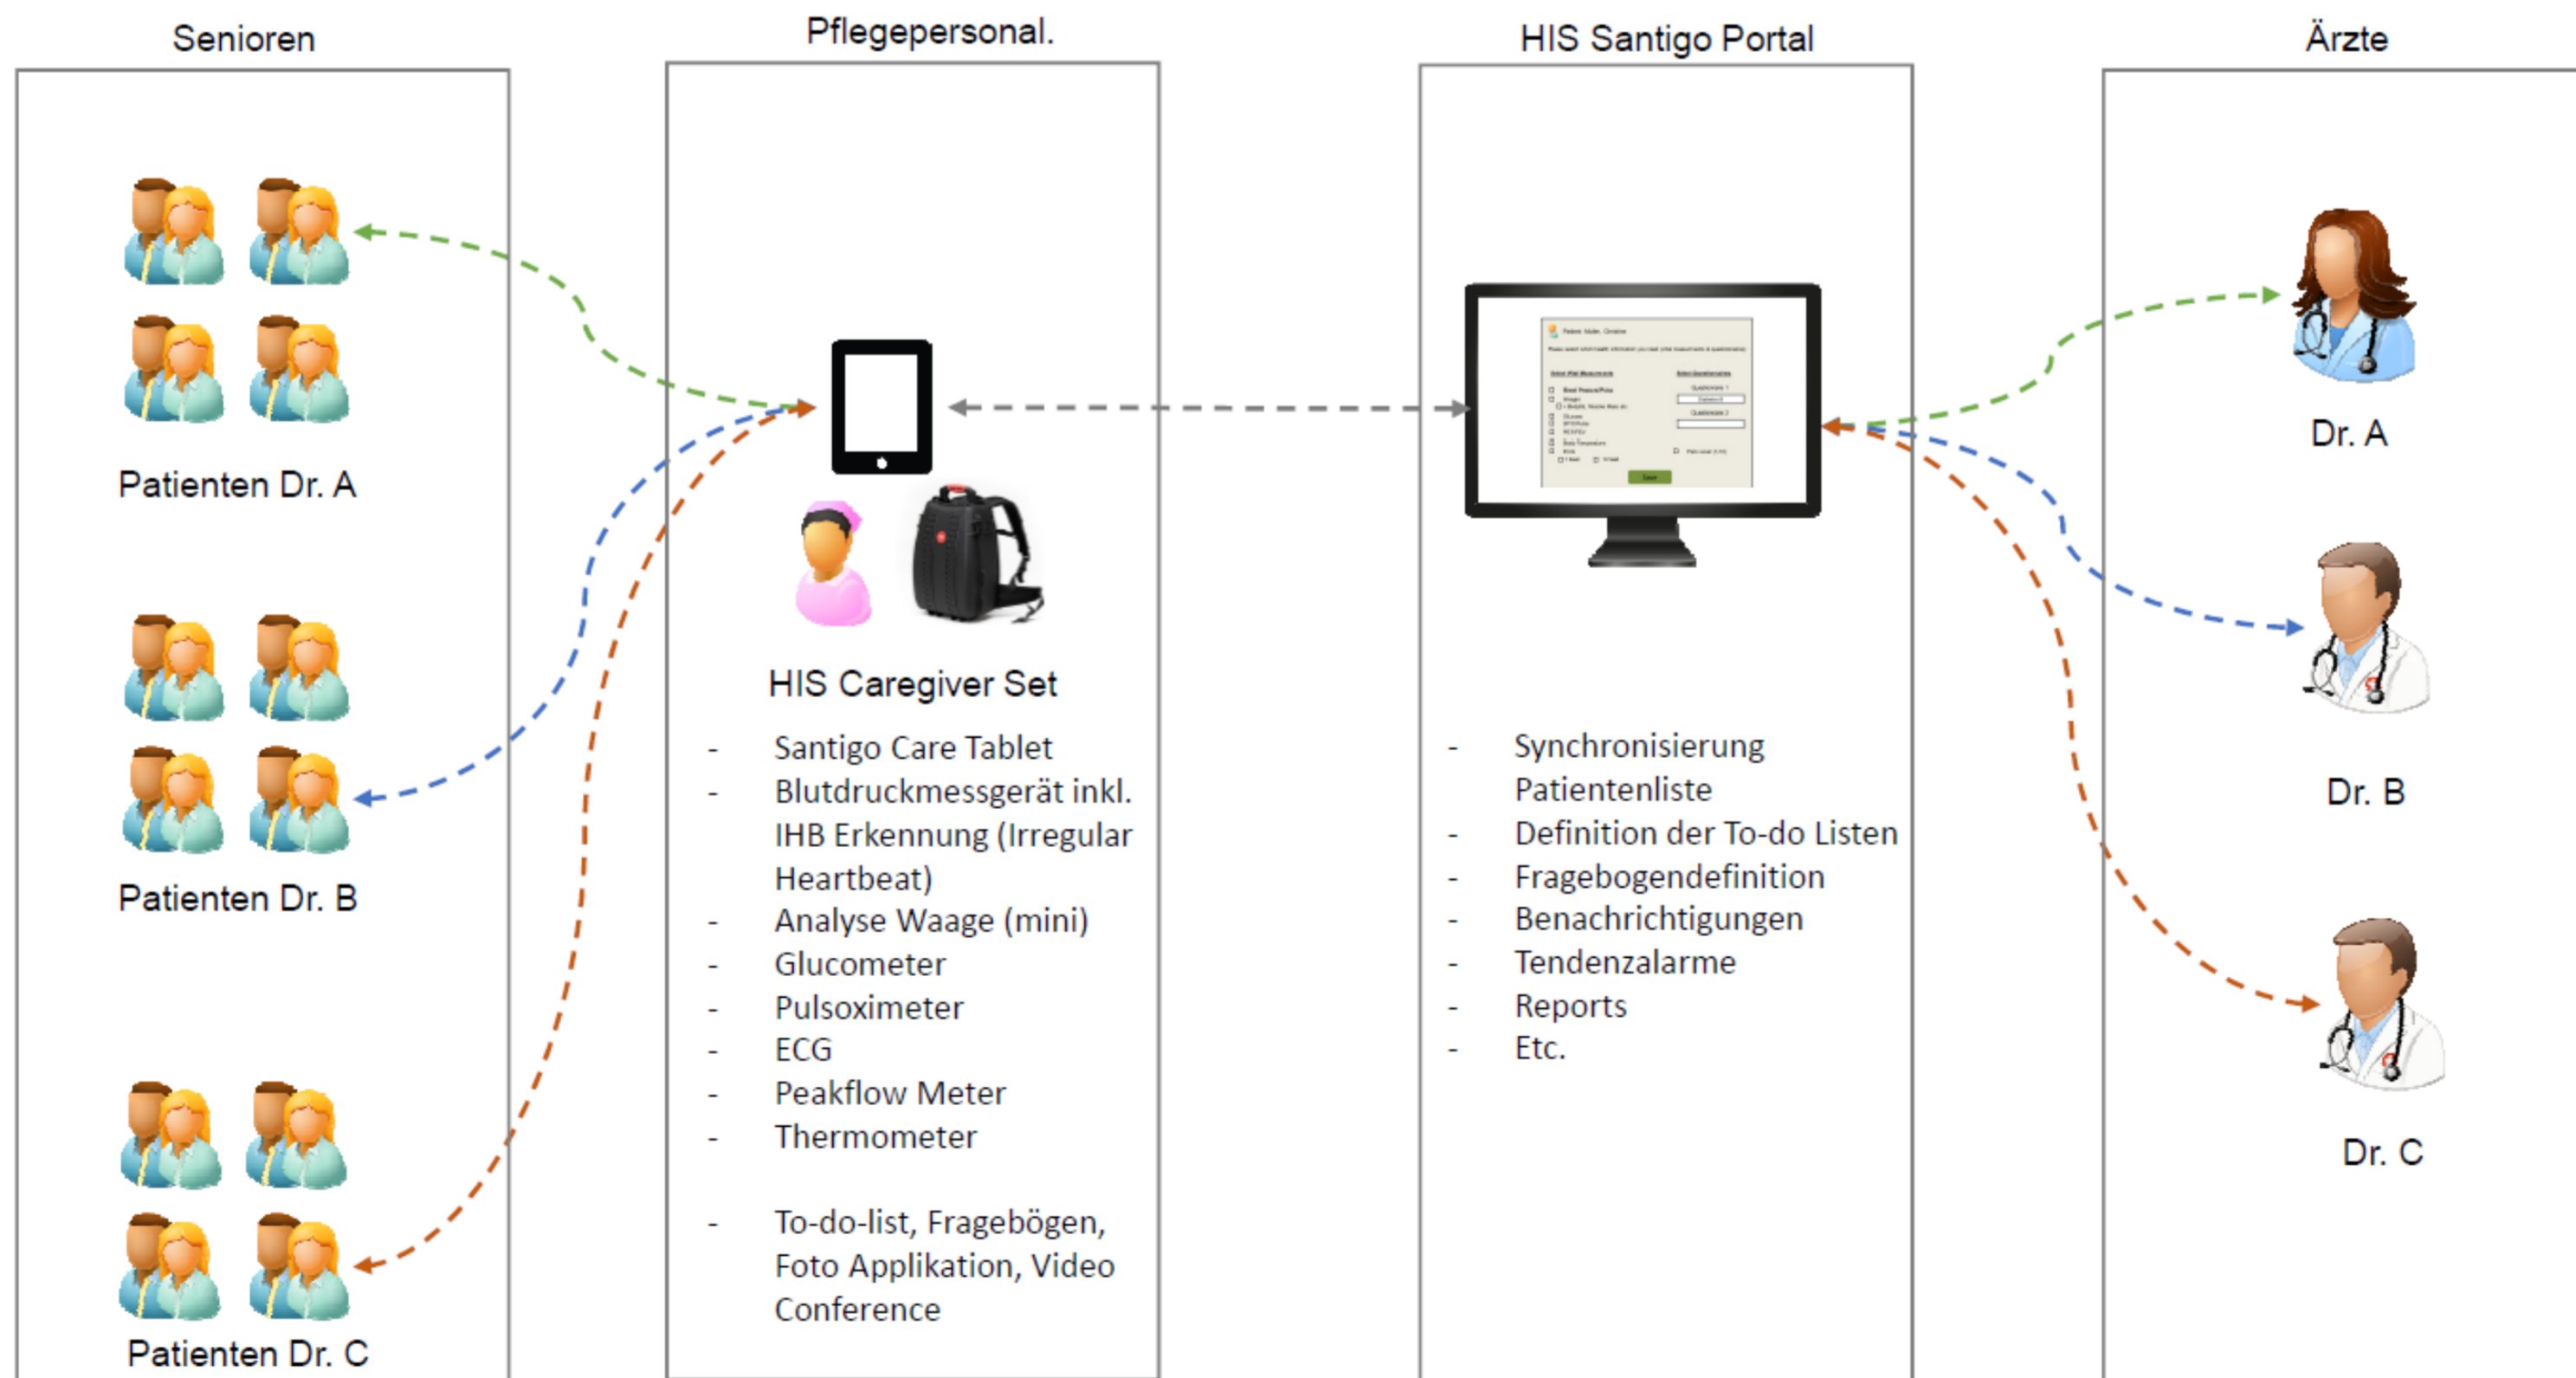 Senioren
Pflegepersonal.
HIS Santigo Portal
Ärzte
Patienten Dr. A
Patienten Dr. B
Patienten Dr. C
HIS Caregiver Set
- Santigo Care Tablet
- Blutdruckmessgerät inkl.
IHB Erkennung (Irregular
Heartbeat)
- Analyse Waage (mini)
- Glucometer
- Pulsoximeter
- ECG
- Peakflow Meter
- Thermometer
- To-do-list, Fragebögen,
Foto Applikation, Video
Conference
Save
- Synchronisierung
Patientenliste
- Definition der To-do Listen
- Fragebogendefinition
- Benachrichtigungen
- Tendenzalarme
- Reports
- Etc.
Dr. A
Dr. B
Dr. C